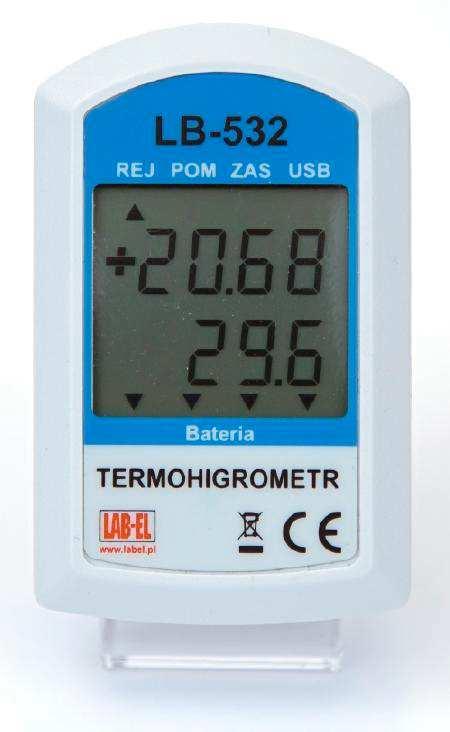 LB-532
REJ POM ZAS USB
+20.68
29.6
Bateria
TERMOHIGROMETR
LAB-EL
www.label.pl
CE